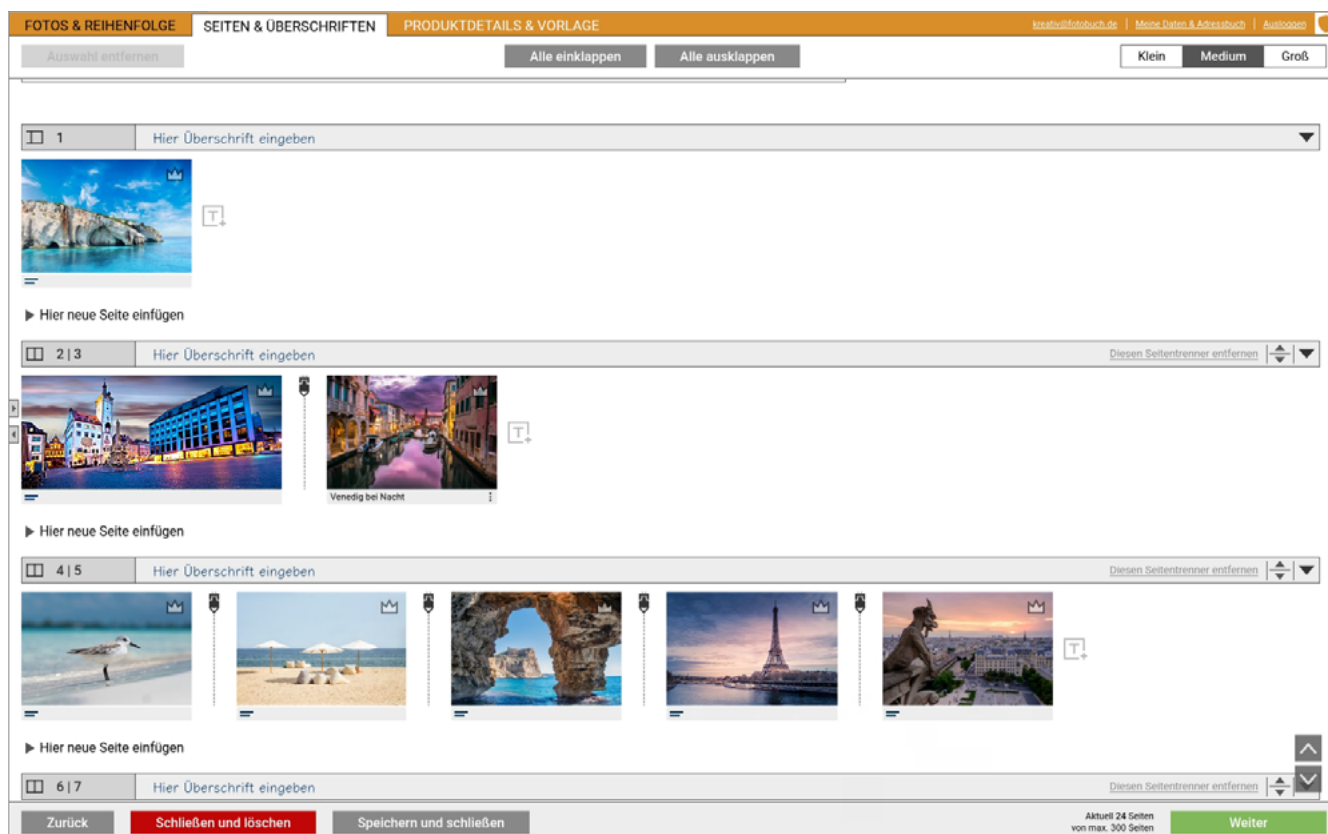 FOTOS & REIHENFOLGE SEITEN & ÜBERSCHRIFTEN PRODUKTDETAILS & VORLAGE kreativ@fotobuch.de | Meine Daten & Adressbuch | Ausloggen
Auswahl entfernen Alle einklappen Alle ausklappen Klein Medium Groß
1 Hier Überschrift eingeben
T
Hier neue Seite einfügen
2 | 3 Hier Überschrift eingeben Diesen Seitentrenner entfernen
T
Venedig bei Nacht
Hier neue Seite einfügen
4 | 5 Hier Überschrift eingeben Diesen Seitentrenner entfernen
T
Hier neue Seite einfügen
6 | 7 Hier Überschrift eingeben Diesen Seitentrenner entfernen
Zurück Schließen und löschen Speichern und schließen Aktuell 24 Seiten
von max. 300 Seiten Weiter